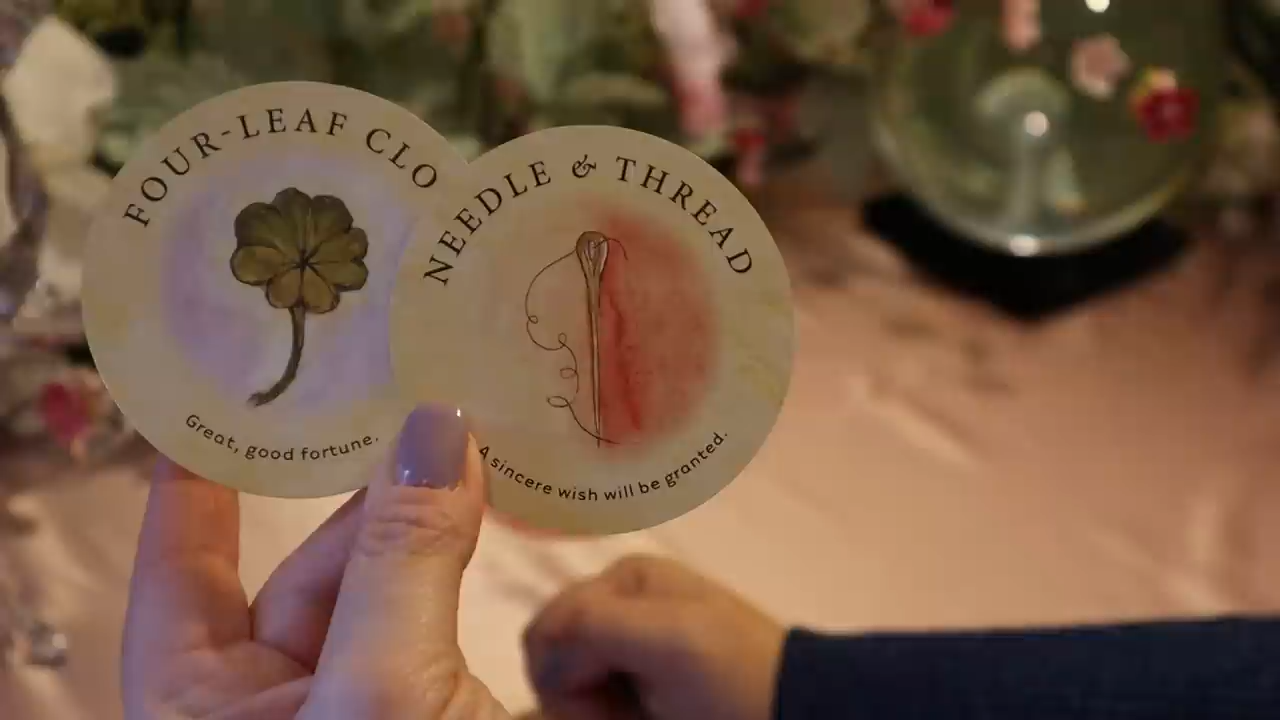 FOUR-LEAF CLO
Great, good fortune.
NEEDLE & THREAD
A sincere wish will be granted.